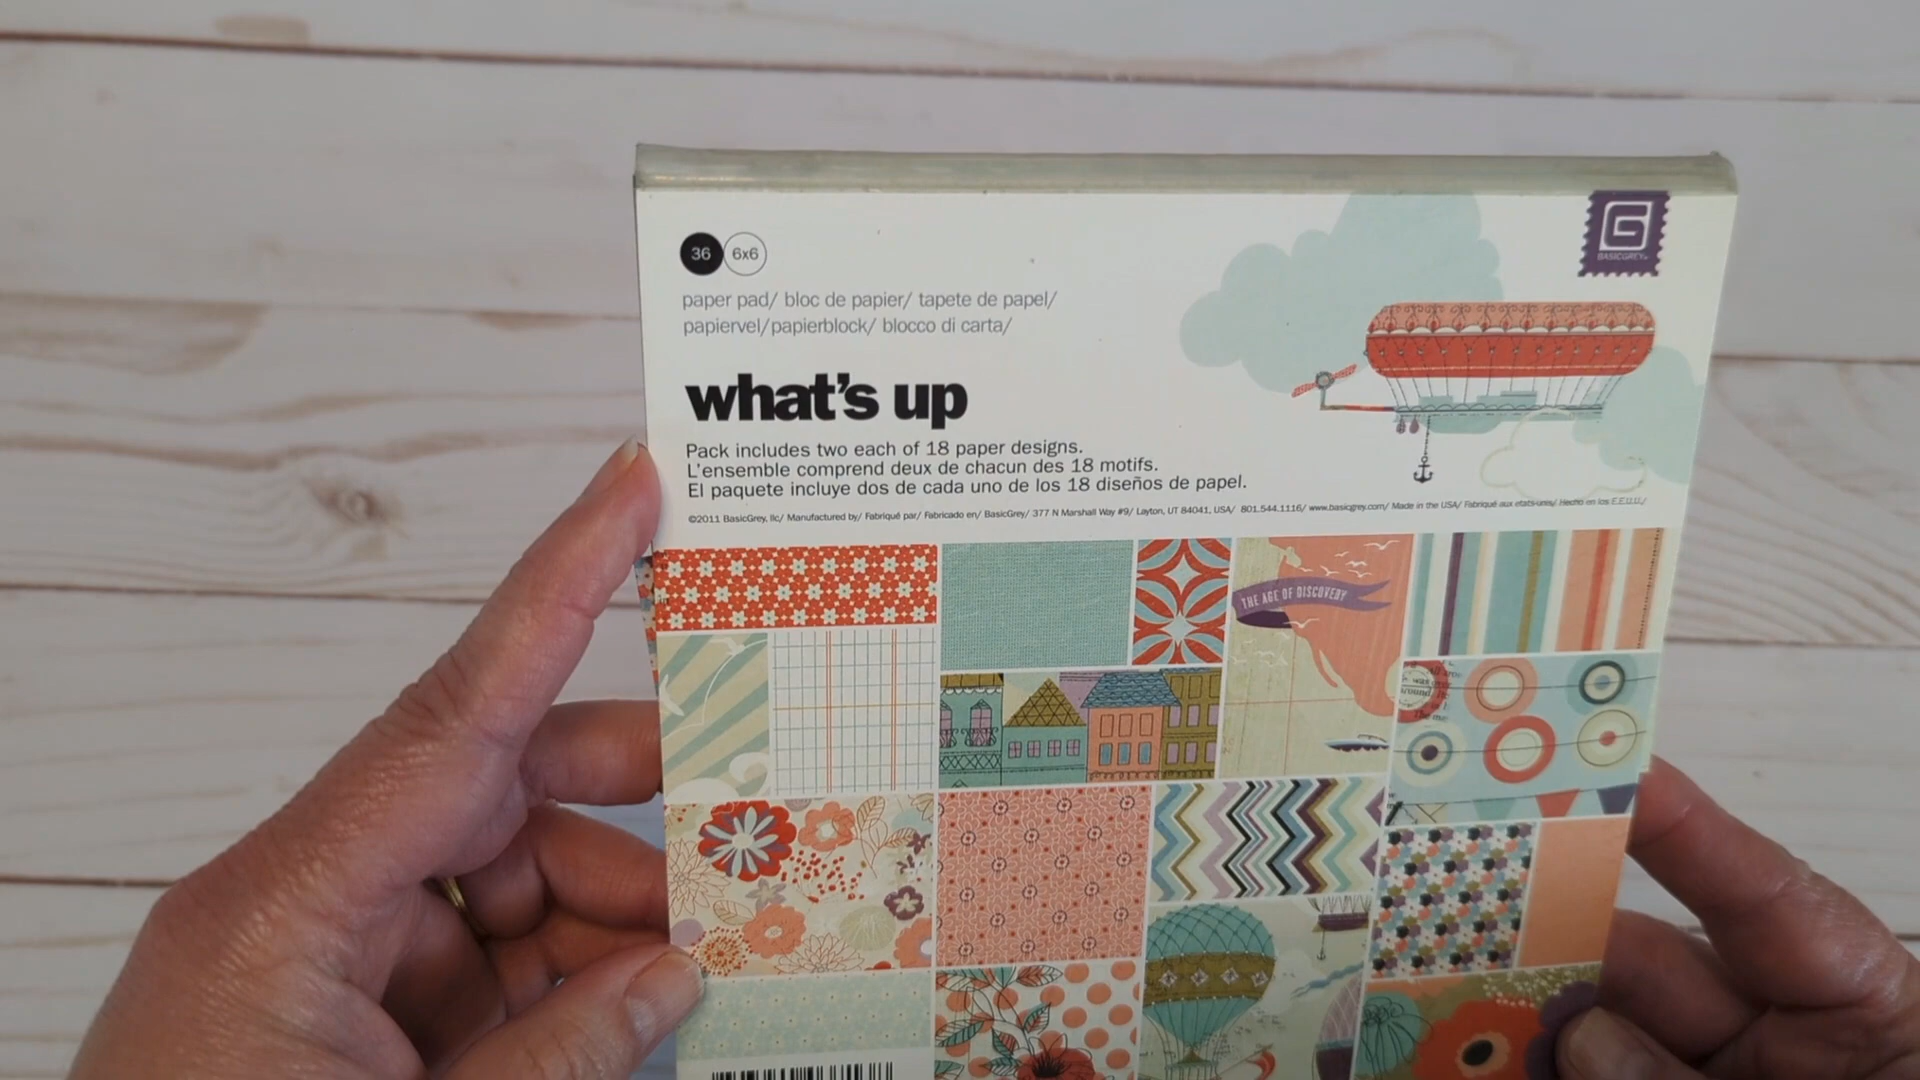 36 6x6
BASICGREY
paper pad/ bloc de papier/ tapete de papel/
papiervel/papierblock/ blocco di carta/
what's up
Pack includes two each of 18 paper designs.
L'ensemble comprend deux de chacun des 18 motifs.
El paquete incluye dos de cada uno de los 18 diseños de papel.
©2011 BasicGrey, llc/ Manufactured by/ Fabriqué par/ Fabricado en/ BasicGrey/ 377 N Marshall Way #9/ Layton, UT 84041, USA/ 801.544.1116/ www.basicgrey.com/ Made in the USA/ Fabriqué aux etats-unis/ Hecho en los E.E.U.U./
THE AGE OF DISCOVERY